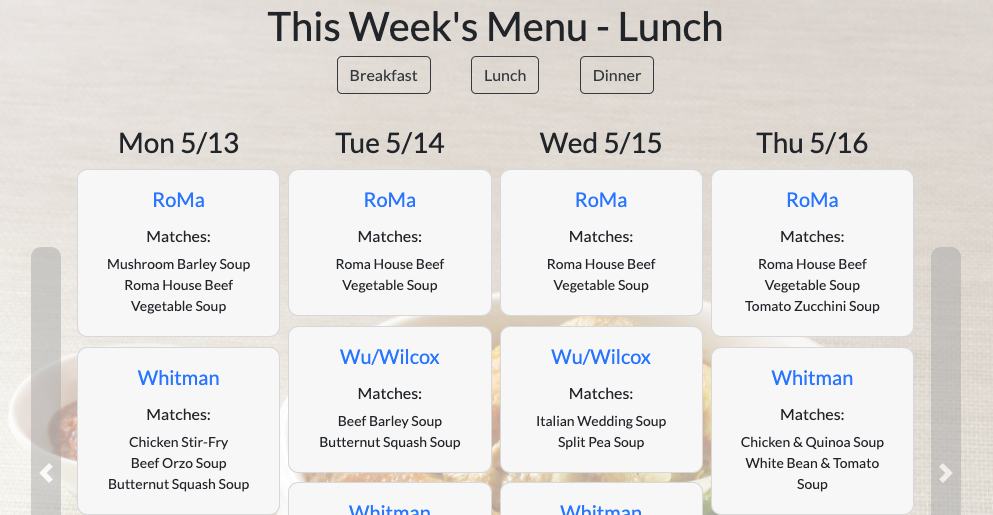 This Week's Menu - Lunch
Breakfast
Lunch
Dinner
Mon 5/13
RoMa
Matches:
Mushroom Barley Soup
Roma House Beef
Vegetable Soup
Whitman
Matches:
Chicken Stir-Fry
Beef Orzo Soup
Butternut Squash Soup
Tue 5/14
RoMa
Matches:
Roma House Beef
Vegetable Soup
Wu/Wilcox
Matches:
Beef Barley Soup
Butternut Squash Soup
Whitman
Wed 5/15
RoMa
Matches:
Roma House Beef
Vegetable Soup
Wu/Wilcox
Matches:
Italian Wedding Soup
Split Pea Soup
Whitman
Thu 5/16
RoMa
Matches:
Roma House Beef
Vegetable Soup
Tomato Zucchini Soup
Whitman
Matches:
Chicken & Quinoa Soup
White Bean & Tomato
Soup